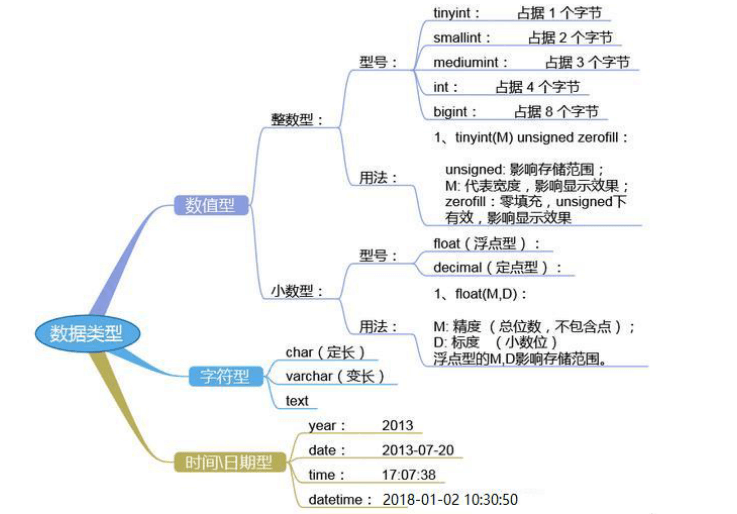 数据类型
数值型
整数型：
型号：
tinyint： 占据 1 个字节
smallint： 占据 2 个字节
mediumint： 占据 3 个字节
int： 占据 4 个字节
bigint： 占据 8 个字节
用法：
1、tinyint(M) unsigned zerofill：
unsigned: 影响存储范围；
M: 代表宽度，影响显示效果；
zerofill：零填充，unsigned下
有效，影响显示效果
小数型：
型号：
float（浮点型）：
decimal（定点型）：
用法：
1、float(M,D)：
M: 精度 （总位数，不包含点）；
D: 标度 （小数位）
浮点型的M,D影响存储范围。
字符型
char（定长）
varchar（变长）
text
时间\日期型
year： 2013
date： 2013-07-20
time： 17:07:38
datetime： 2018-01-02 10:30:50